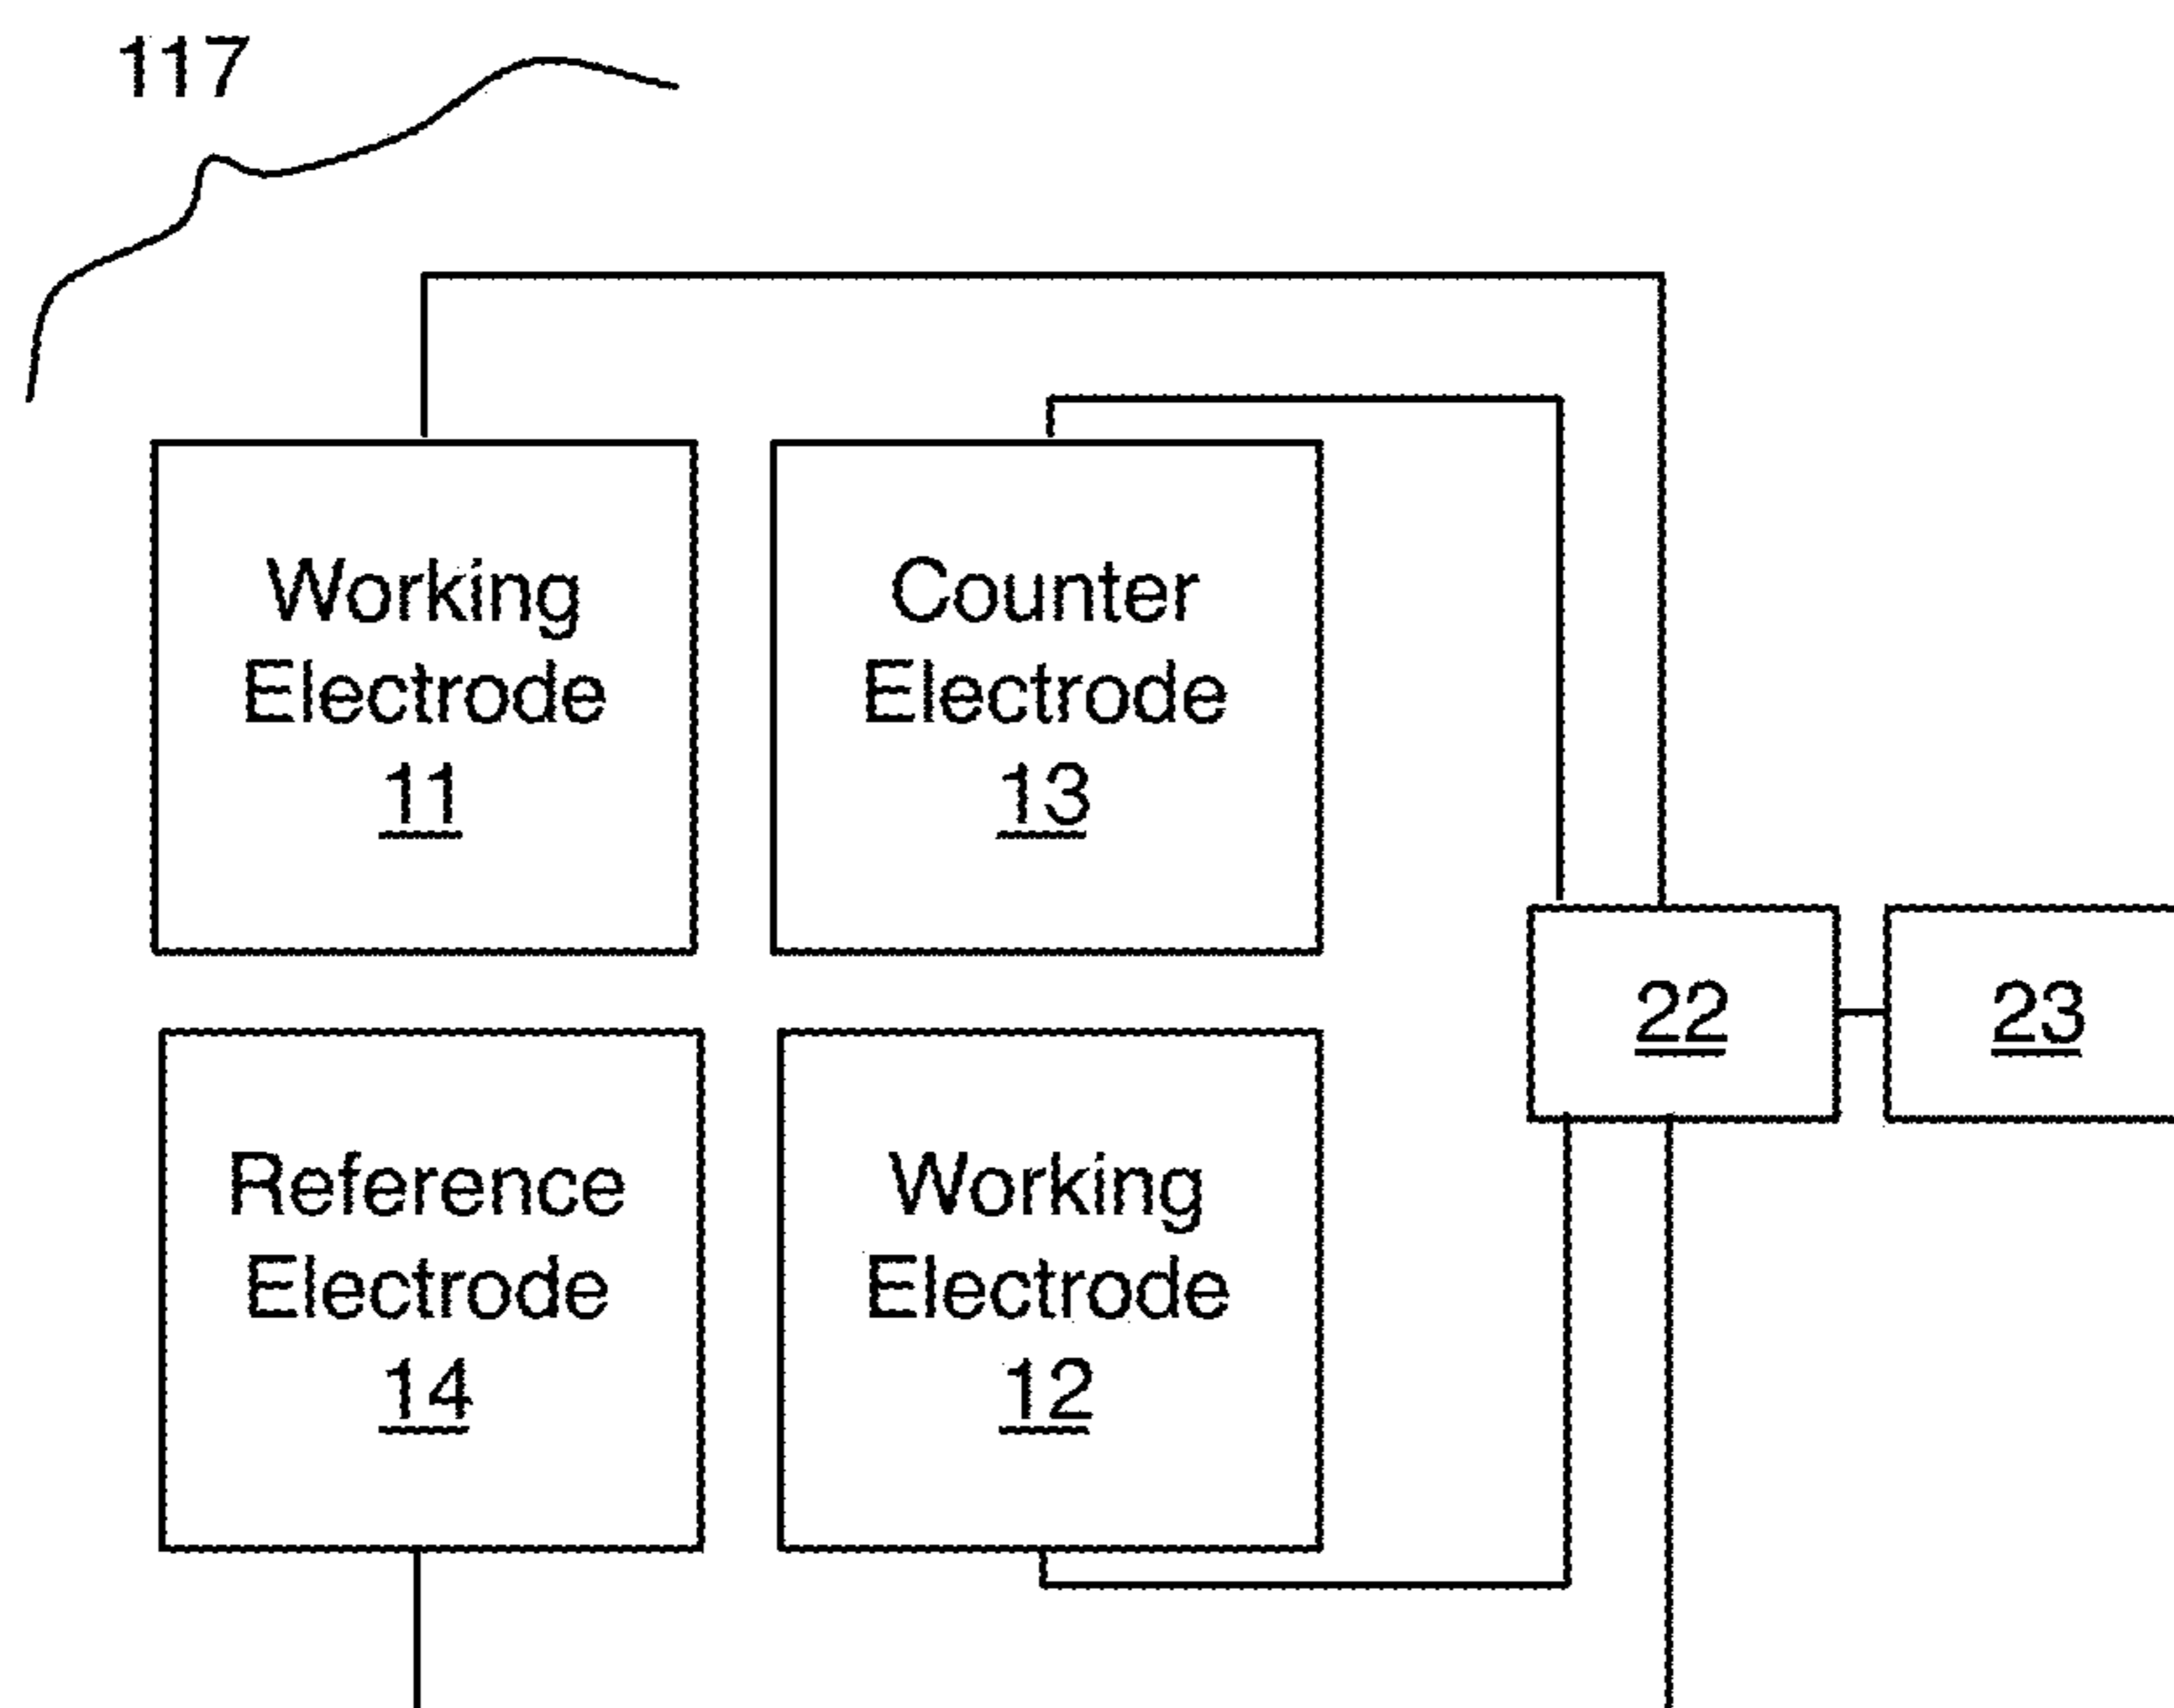 117
Working
Electrode
11
Counter
Electrode
13
22
23
Reference
Electrode
14
Working
Electrode
12